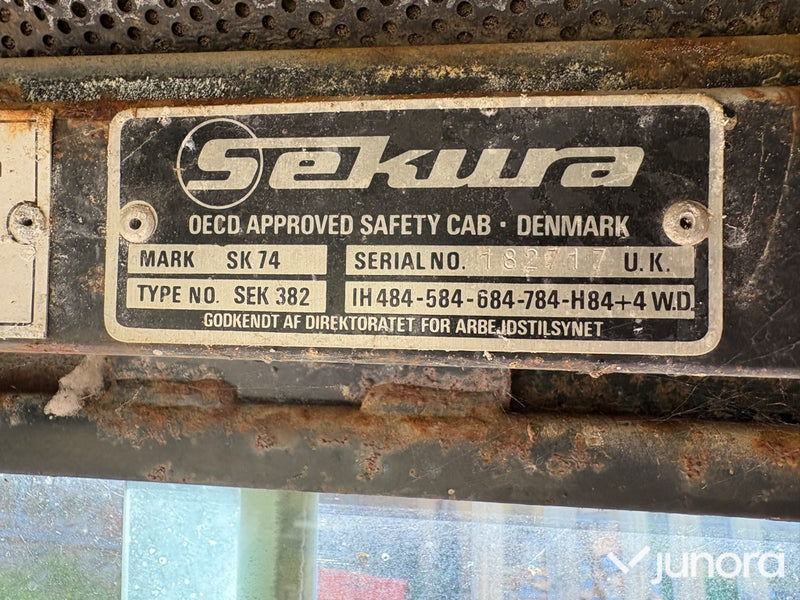 Sekura
OECD APPROVED SAFETY CAB · DENMARK
MARK SK 74 SERIAL NO. 182717 U.K.
TYPE NO. SEK 382 IH 484-584-684-784-H84+4 W.D.
GODKENDT AF DIREKTORATET FOR ARBEJDSTILSYNET
junora